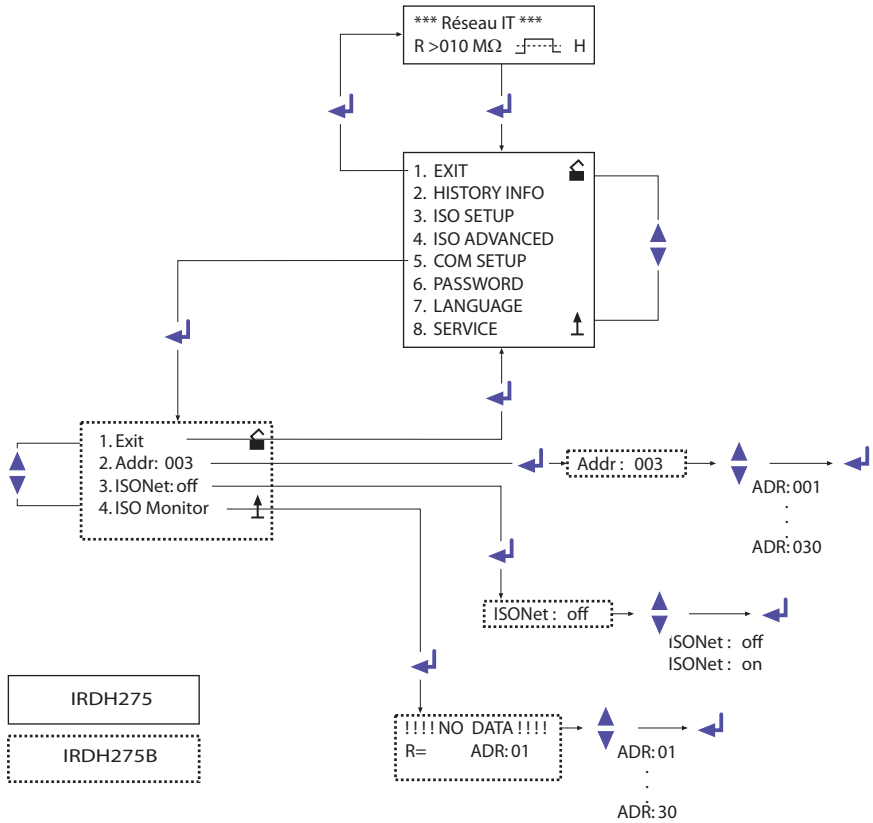 *** Réseau IT ***
R >010 MΩ H
1. EXIT
2. HISTORY INFO
3. ISO SETUP
4. ISO ADVANCED
5. COM SETUP
6. PASSWORD
7. LANGUAGE
8. SERVICE
1. Exit
2. Addr: 003
3. ISONet: off
4. ISO Monitor
Addr : 003
ADR: 001
.
.
ADR: 030
ISONet : off
ISONet : off
ISONet : on
!!!! NO DATA !!!!
R= ADR: 01
ADR: 01
.
.
ADR: 30
IRDH275
IRDH275B